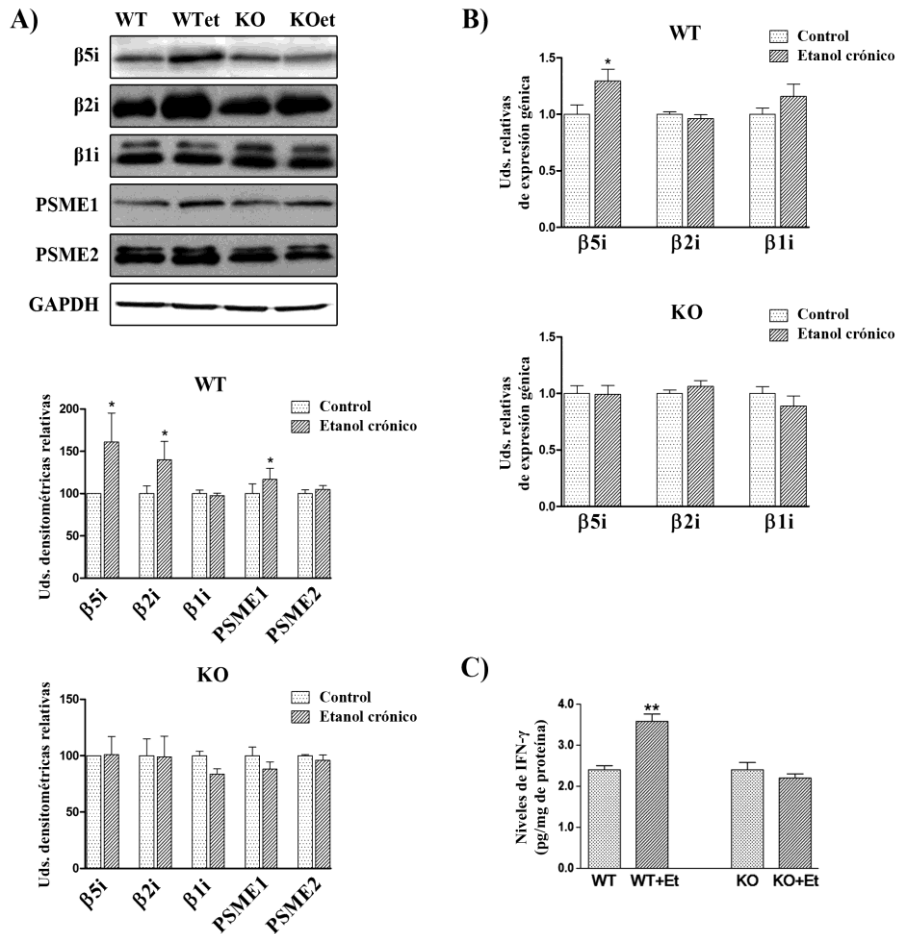 A)
WT WTet KO KOet
β5i
β2i
β1i
PSME1
PSME2
GAPDH
WT
Control
Etanol crónico
Uds. densitométricas relativas
200
150
100
50
0
*
*
*
β5i
β2i
β1i
PSME1
PSME2
KO
Control
Etanol crónico
Uds. densitométricas relativas
150
100
50
0
β5i
β2i
β1i
PSME1
PSME2
B)
WT
Control
Etanol crónico
Uds. relativas
de expresión génica
1.5
1.0
0.5
0.0
*
β5i β2i β1i
KO
Control
Etanol crónico
Uds. relativas
de expresión génica
1.5
1.0
0.5
0.0
β5i β2i β1i
C)
Niveles de IFN-γ
(pg/mg de proteína)
4.0
3.0
2.0
1.0
0.0
**
WT WT+Et KO KO+Et